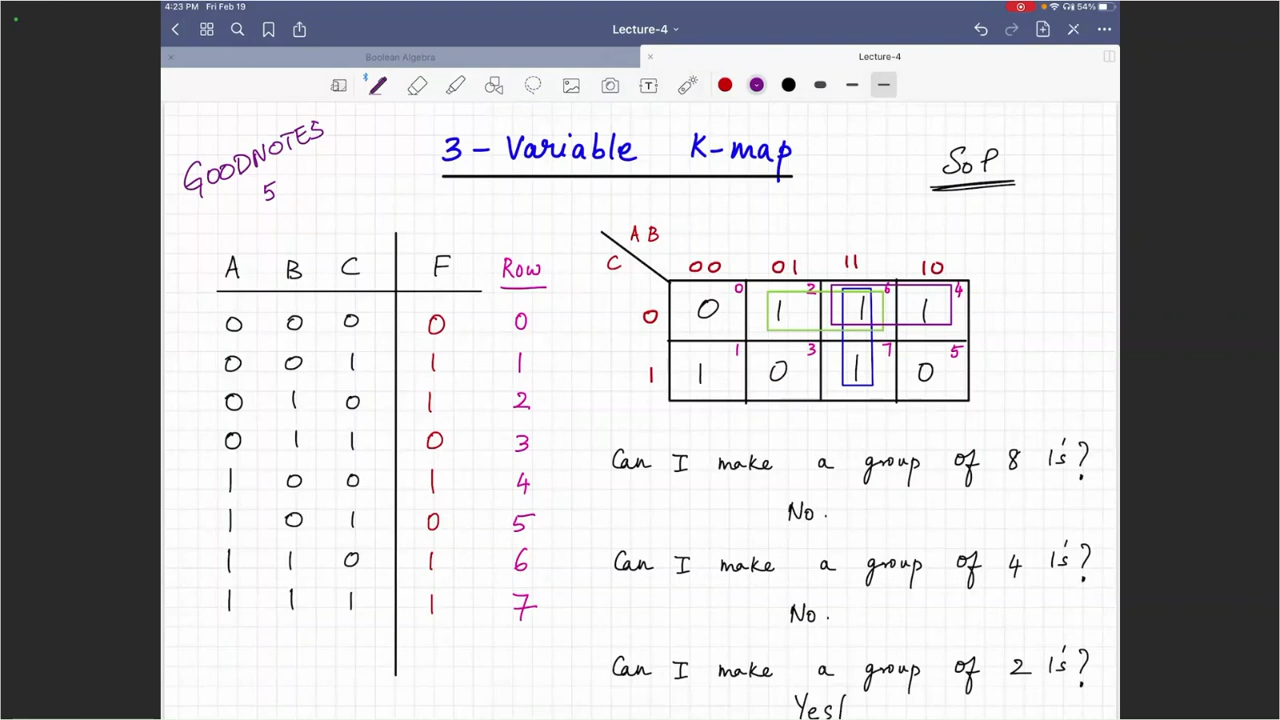 4:23 PM Fri Feb 19
54%
Lecture-4
Boolean Algebra
Lecture-4
GOODNOTES
5
3 - Variable K-map
SoP
A B C F Row
0 0 0 0 0
0 0 1 1 1
0 1 0 1 2
0 1 1 0 3
1 0 0 1 4
1 0 1 0 5
1 1 0 1 6
1 1 1 1 7
A B
C
00 01 11 10
0 0 0 1 2 1 6 1 4
1 1 1 0 3 1 7 0 5
Can I make a group of 8 1's?
No.
Can I make a group of 4 1's?
No.
Can I make a group of 2 1's?
Yes!